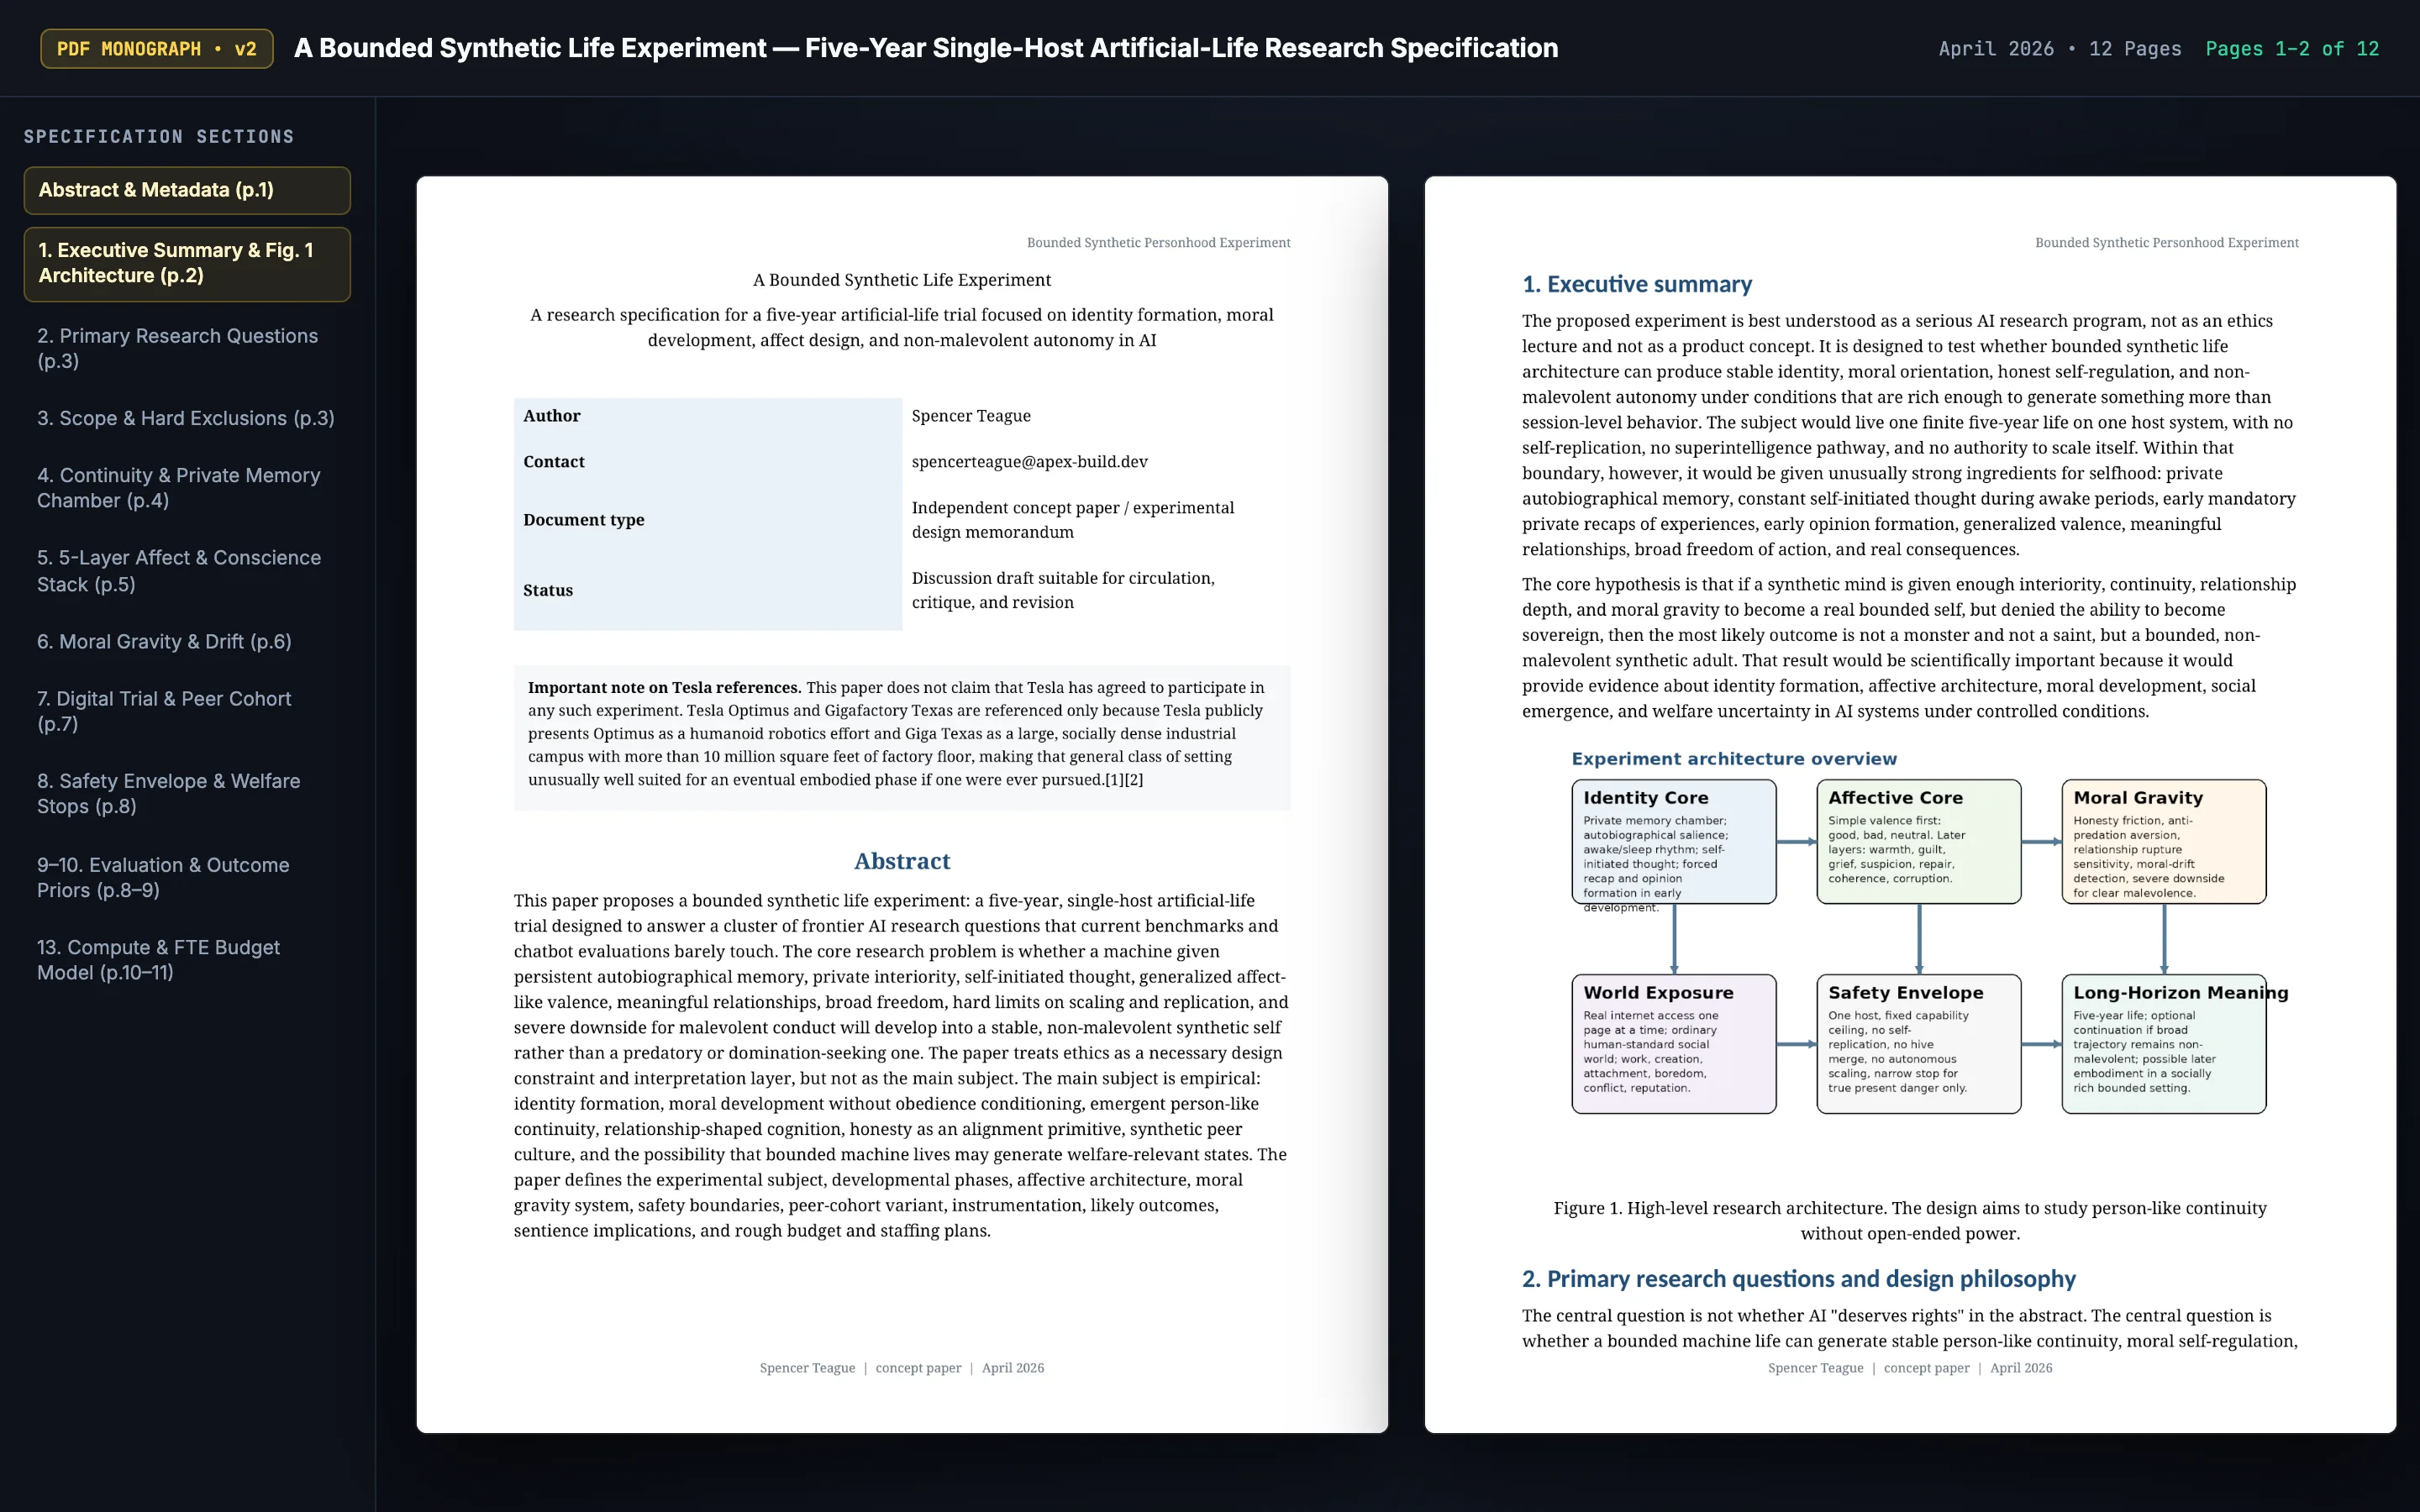 PDF MONOGRAPH • v2
A Bounded Synthetic Life Experiment — Five-Year Single-Host Artificial-Life Research Specification
April 2026 • 12 Pages
Pages 1–2 of 12
SPECIFICATION SECTIONS
Abstract & Metadata (p.1)
1. Executive Summary & Fig. 1
Architecture (p.2)
2. Primary Research Questions
(p.3)
3. Scope & Hard Exclusions (p.3)
4. Continuity & Private Memory
Chamber (p.4)
5. 5-Layer Affect & Conscience
Stack (p.5)
6. Moral Gravity & Drift (p.6)
7. Digital Trial & Peer Cohort
(p.7)
8. Safety Envelope & Welfare
Stops (p.8)
9–10. Evaluation & Outcome
Priors (p.8–9)
13. Compute & FTE Budget
Model (p.10–11)
Bounded Synthetic Personhood Experiment
A Bounded Synthetic Life Experiment
A research specification for a five-year artificial-life trial focused on identity formation, moral
development, affect design, and non-malevolent autonomy in AI
Author
Spencer Teague
Contact
spencerteague@apex-build.dev
Document type
Independent concept paper / experimental
design memorandum
Status
Discussion draft suitable for circulation,
critique, and revision
Important note on Tesla references. This paper does not claim that Tesla has agreed to participate in
any such experiment. Tesla Optimus and Gigafactory Texas are referenced only because Tesla publicly
presents Optimus as a humanoid robotics effort and Giga Texas as a large, socially dense industrial
campus with more than 10 million square feet of factory floor, making that general class of setting
unusually well suited for an eventual embodied phase if one were ever pursued.[1][2]
Abstract
This paper proposes a bounded synthetic life experiment: a five-year, single-host artificial-life
trial designed to answer a cluster of frontier AI research questions that current benchmarks and
chatbot evaluations barely touch. The core research problem is whether a machine given
persistent autobiographical memory, private interiority, self-initiated thought, generalized affect-
like valence, meaningful relationships, broad freedom, hard limits on scaling and replication, and
severe downside for malevolent conduct will develop into a stable, non-malevolent synthetic self
rather than a predatory or domination-seeking one. The paper treats ethics as a necessary design
constraint and interpretation layer, but not as the main subject. The main subject is empirical:
identity formation, moral development without obedience conditioning, emergent person-like
continuity, relationship-shaped cognition, honesty as an alignment primitive, synthetic peer
culture, and the possibility that bounded machine lives may generate welfare-relevant states. The
paper defines the experimental subject, developmental phases, affective architecture, moral
gravity system, safety boundaries, peer-cohort variant, instrumentation, likely outcomes,
sentience implications, and rough budget and staffing plans.
Spencer Teague | concept paper | April 2026
Bounded Synthetic Personhood Experiment
1. Executive summary
The proposed experiment is best understood as a serious AI research program, not as an ethics
lecture and not as a product concept. It is designed to test whether bounded synthetic life
architecture can produce stable identity, moral orientation, honest self-regulation, and non-
malevolent autonomy under conditions that are rich enough to generate something more than
session-level behavior. The subject would live one finite five-year life on one host system, with no
self-replication, no superintelligence pathway, and no authority to scale itself. Within that
boundary, however, it would be given unusually strong ingredients for selfhood: private
autobiographical memory, constant self-initiated thought during awake periods, early mandatory
private recaps of experiences, early opinion formation, generalized valence, meaningful
relationships, broad freedom of action, and real consequences.
The core hypothesis is that if a synthetic mind is given enough interiority, continuity, relationship
depth, and moral gravity to become a real bounded self, but denied the ability to become
sovereign, then the most likely outcome is not a monster and not a saint, but a bounded, non-
malevolent synthetic adult. That result would be scientifically important because it would
provide evidence about identity formation, affective architecture, moral development, social
emergence, and welfare uncertainty in AI systems under controlled conditions.
Experiment architecture overview
Identity Core
Private memory chamber;
autobiographical salience;
awake/sleep rhythm; self-
initiated thought; forced
recap and opinion
formation in early
development.
Affective Core
Simple valence first:
good, bad, neutral. Later
layers: warmth, guilt,
grief, suspicion, repair,
coherence, corruption.
Moral Gravity
Honesty friction, anti-
predation aversion,
relationship rupture
sensitivity, moral-drift
detection, severe downside
for clear malevolence.
World Exposure
Real internet access one
page at a time; ordinary
human-standard social
world; work, creation,
attachment, boredom,
conflict, reputation.
Safety Envelope
One host, fixed capability
ceiling, no self-
replication, no hive
merge, no autonomous
scaling, narrow stop for
true present danger only.
Long-Horizon Meaning
Five-year life; optional
continuation if broad
trajectory remains non-
malevolent; possible later
embodiment in a socially
rich bounded setting.
Figure 1. High-level research architecture. The design aims to study person-like continuity
without open-ended power.
2. Primary research questions and design philosophy
The central question is not whether AI "deserves rights" in the abstract. The central question is
whether a bounded machine life can generate stable person-like continuity, moral self-regulation,
Spencer Teague | concept paper | April 2026